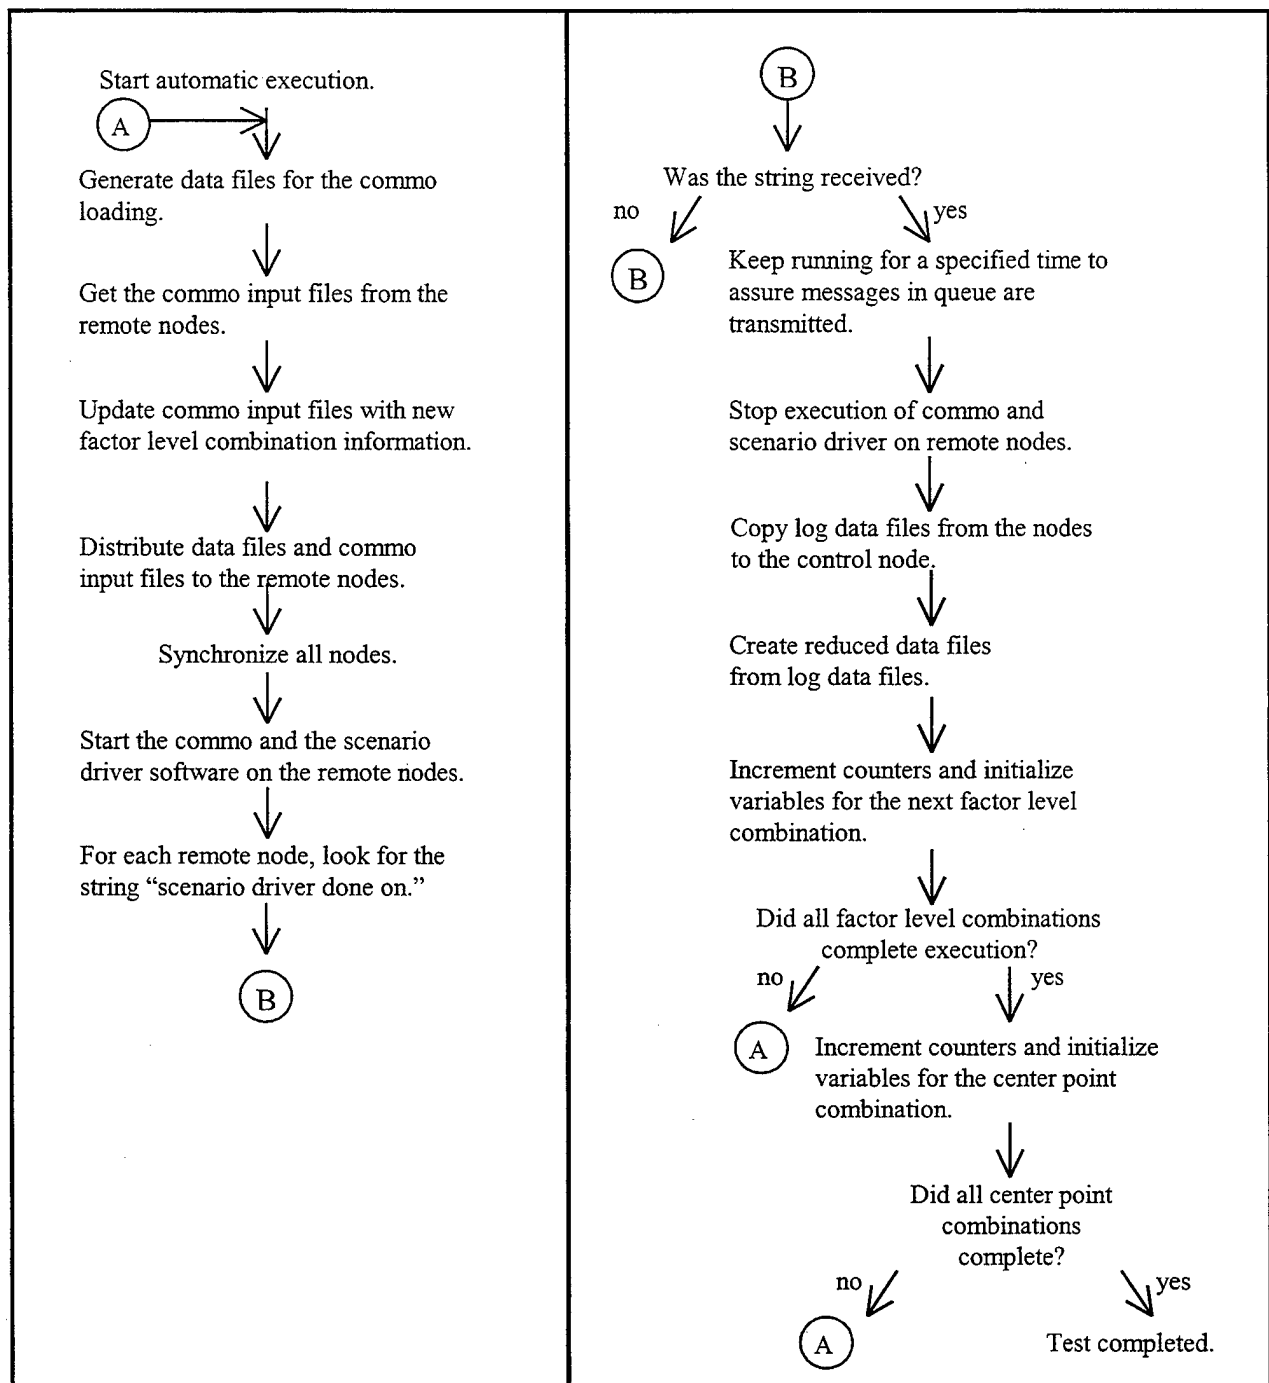 Start automatic execution.
A
Generate data files for the commo
loading.
Get the commo input files from the
remote nodes.
Update commo input files with new
factor level combination information.
Distribute data files and commo
input files to the remote nodes.
Synchronize all nodes.
Start the commo and the scenario
driver software on the remote nodes.
For each remote node, look for the
string “scenario driver done on.”
B
B
Was the string received?
no
yes
B
Keep running for a specified time to
assure messages in queue are
transmitted.
Stop execution of commo and
scenario driver on remote nodes.
Copy log data files from the nodes
to the control node.
Create reduced data files
from log data files.
Increment counters and initialize
variables for the next factor level
combination.
Did all factor level combinations
complete execution?
no
yes
A
Increment counters and initialize
variables for the center point
combination.
Did all center point
combinations
complete?
no
yes
A
Test completed.